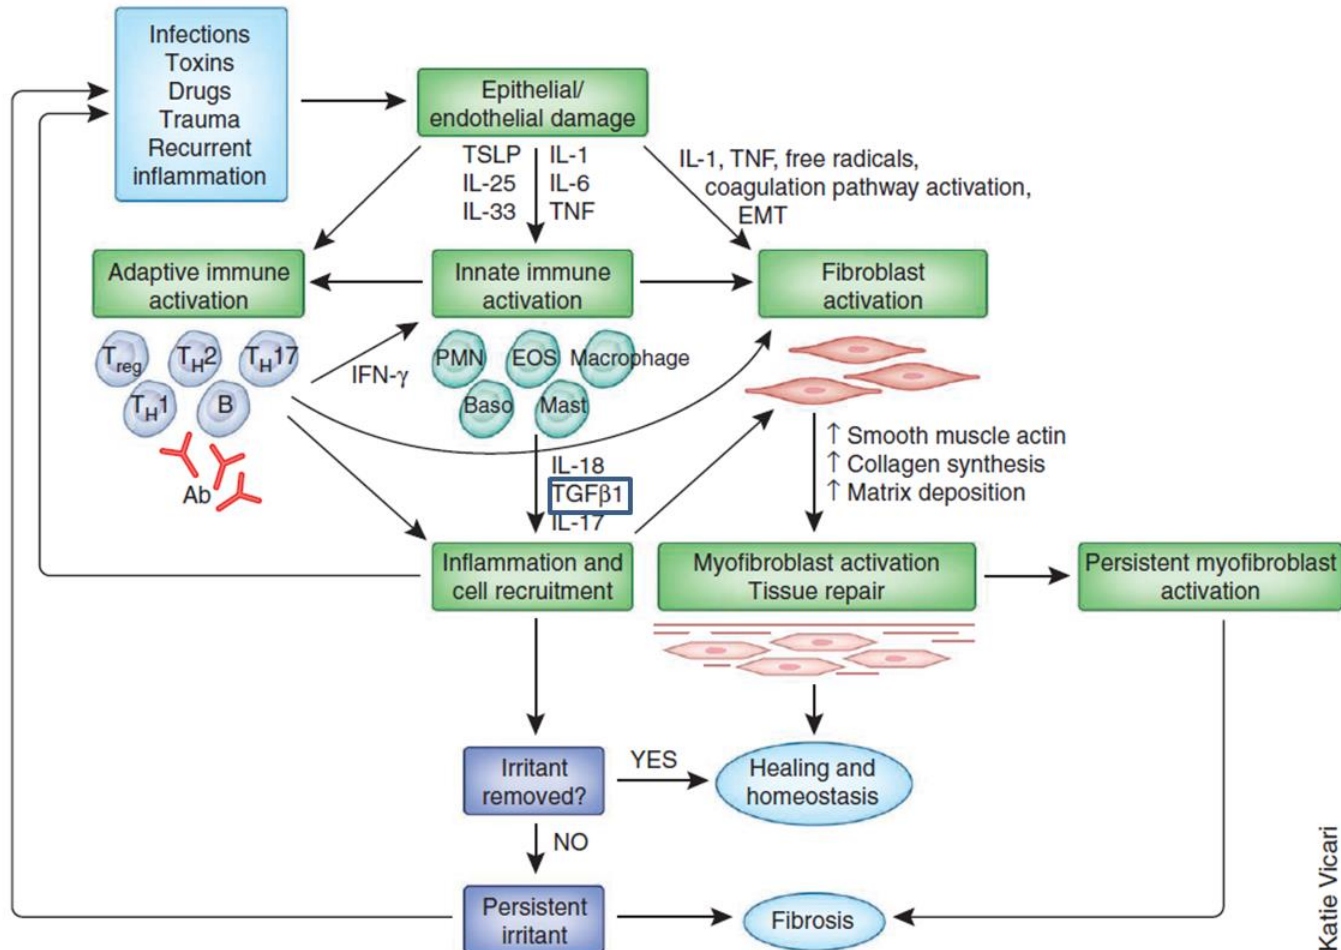 Infections
Toxins
Drugs
Trauma
Recurrent
inflammation
Epithelial/
endothelial damage
TSLP
IL-25
IL-33
IL-1
IL-6
TNF
IL-1, TNF, free radicals,
coagulation pathway activation,
EMT
Adaptive immune
activation
Innate immune
activation
Fibroblast
activation
Treg
TH2
TH17
TH1
B
Ab
IFN-γ
PMN
EOS
Macrophage
Baso
Mast
IL-18
TGFβ1
IL-17
↑ Smooth muscle actin
↑ Collagen synthesis
↑ Matrix deposition
Inflammation and
cell recruitment
Myofibroblast activation
Tissue repair
Persistent myofibroblast
activation
Irritant
removed?
YES
Healing and
homeostasis
NO
Persistent
irritant
Fibrosis
Katie Vicari